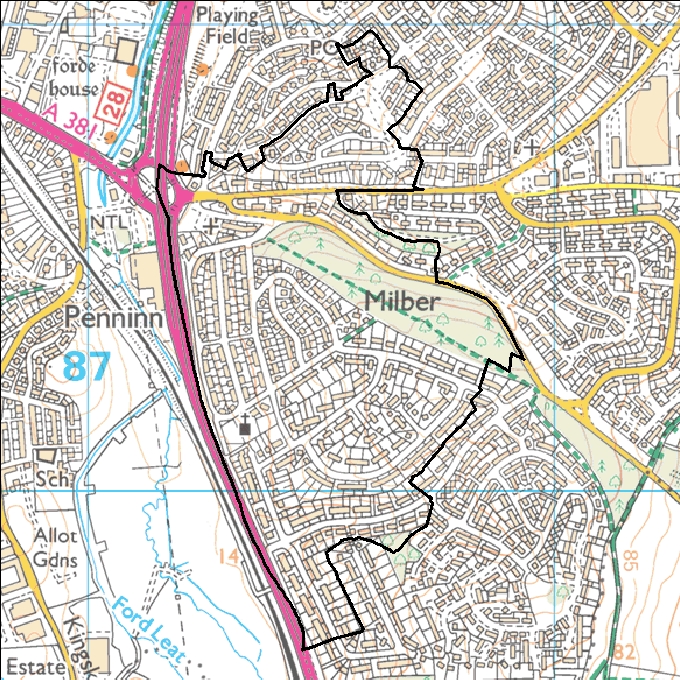 Playing
Field
PO
forde
house
28
A 381
NTL
Milber
Penninn
87
Sch
Allot
Gdns
14
85
Ford Leat
Kingsk
82
Estate